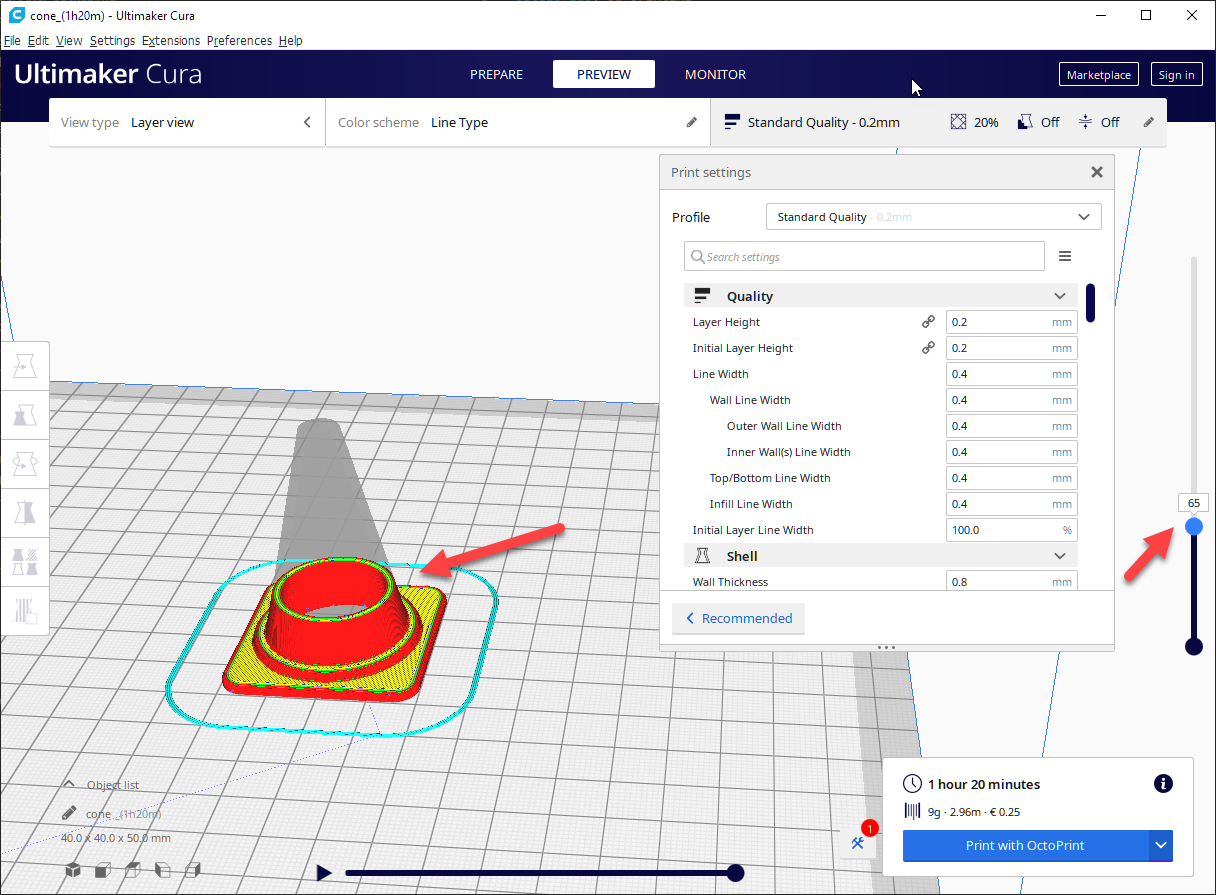 cone_(1h20m) - Ultimaker Cura
File Edit View Settings Extensions Preferences Help
Ultimaker Cura
PREPARE
PREVIEW
MONITOR
Marketplace
Sign in
View type Layer view
Color scheme Line Type
Standard Quality - 0.2mm
20%
Off
Off
Print settings
Profile
Standard Quality - 0.2mm
Search settings
Quality
Layer Height 0.2 mm
Initial Layer Height 0.2 mm
Line Width 0.4 mm
Wall Line Width 0.4 mm
Outer Wall Line Width 0.4 mm
Inner Wall(s) Line Width 0.4 mm
Top/Bottom Line Width 0.4 mm
Infill Line Width 0.4 mm
Initial Layer Line Width 100.0 %
Shell
Wall Thickness 0.8 mm
Recommended
65
Object list
cone_(1h20m)
40.0 x 40.0 x 50.0 mm
1
1 hour 20 minutes
9g · 2.96m · € 0.25
Print with OctoPrint